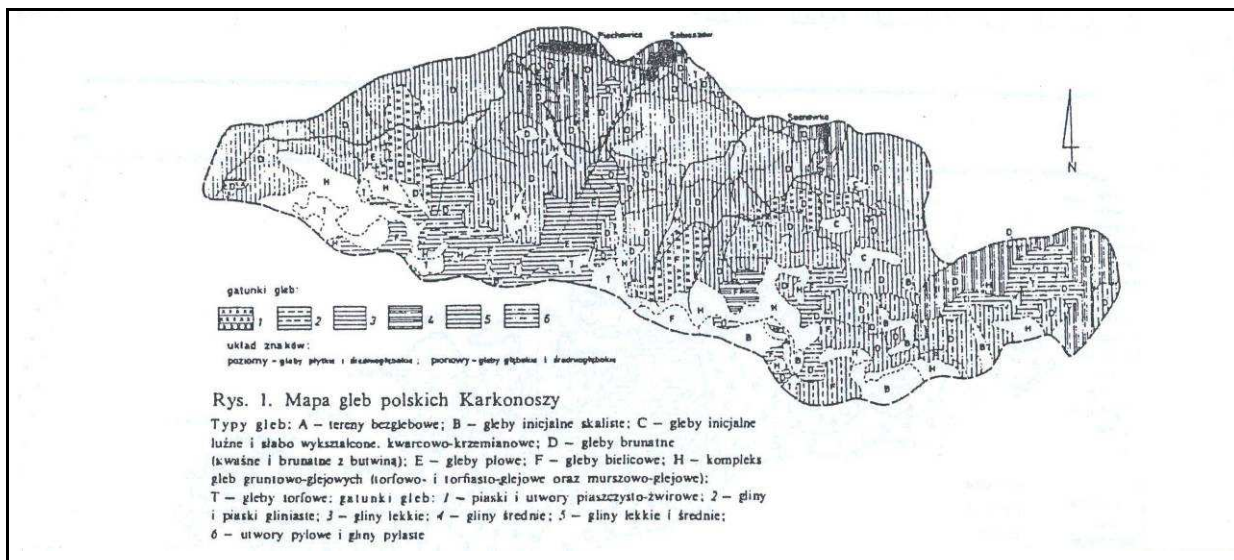 Piechowice
Sobieszów
Sosnówka
N
gatunki gleb:
1 2 3 4 5 6
układ znaków:
poziomy - gleby płytkie i średniogłębokie; pionowy - gleby głębokie i średniogłębokie
Rys. 1. Mapa gleb polskich Karkonoszy
Typy gleb: A – tereny bezglebowe; B – gleby inicjalne skaliste; C – gleby inicjalne
luźne i słabo wykształcone, kwarcowo-krzemianowe; D – gleby brunatne
(kwaśne i brunatne z butwiną); E – gleby płowe; F – gleby bielicowe; H – kompleks
gleb gruntowo-glejowych (torfowo- i torfiasto-glejowe oraz murszowo-glejowe);
T – gleby torfowe; gatunki gleb: 1 – piaski i utwory piaszczysto-żwirowe; 2 – gliny
i piaski gliniaste; 3 – gliny lekkie; 4 – gliny średnie; 5 – gliny lekkie i średnie;
6 – utwory pyłowe i gliny pylaste